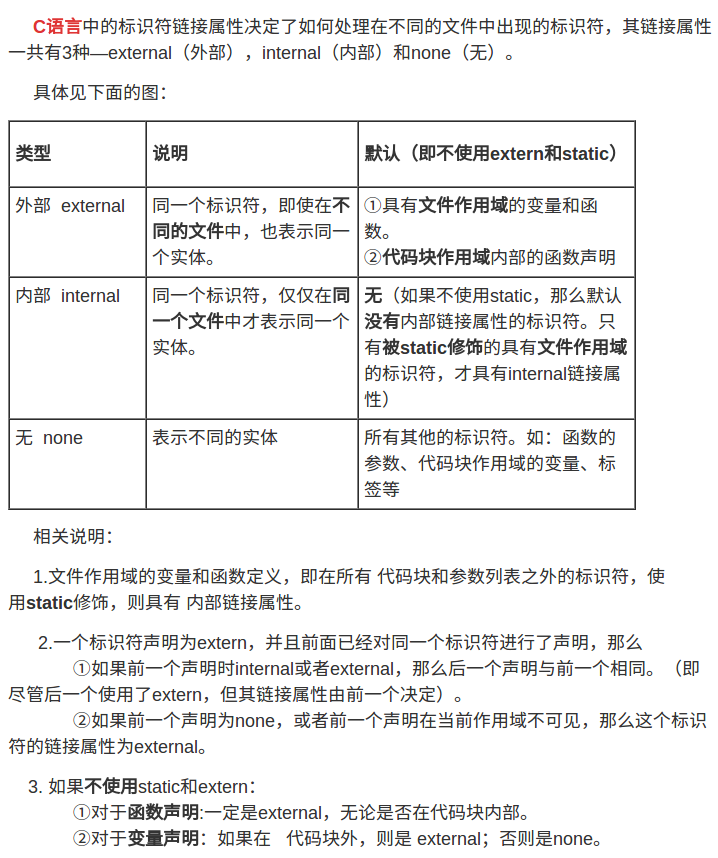 C语言中的标识符链接属性决定了如何处理在不同的文件中出现的标识符，其链接属性
一共有3种—external（外部），internal（内部）和none（无）。
具体见下面的图：
类型
说明
默认（即不使用extern和static）
外部 external
同一个标识符，即使在不
同的文件中，也表示同一
个实体。
①具有文件作用域的变量和函
数。
②代码块作用域内部的函数声明
内部 internal
同一个标识符，仅仅在同
一个文件中才表示同一个
实体。
无（如果不使用static，那么默认
没有内部链接属性的标识符。只
有被static修饰的具有文件作用域
的标识符，才具有internal链接属
性）
无 none
表示不同的实体
所有其他的标识符。如：函数的
参数、代码块作用域的变量、标
签等
相关说明：
1.文件作用域的变量和函数定义，即在所有 代码块和参数列表之外的标识符，使
用static修饰，则具有 内部链接属性。
2.一个标识符声明为extern，并且前面已经对同一个标识符进行了声明，那么
①如果前一个声明时internal或者external，那么后一个声明与前一个相同。（即
尽管后一个使用了extern，但其链接属性由前一个决定）。
②如果前一个声明为none，或者前一个声明在当前作用域不可见，那么这个标识
符的链接属性为external。
3. 如果不使用static和extern：
①对于函数声明:一定是external，无论是否在代码块内部。
②对于变量声明：如果在 代码块外，则是 external；否则是none。